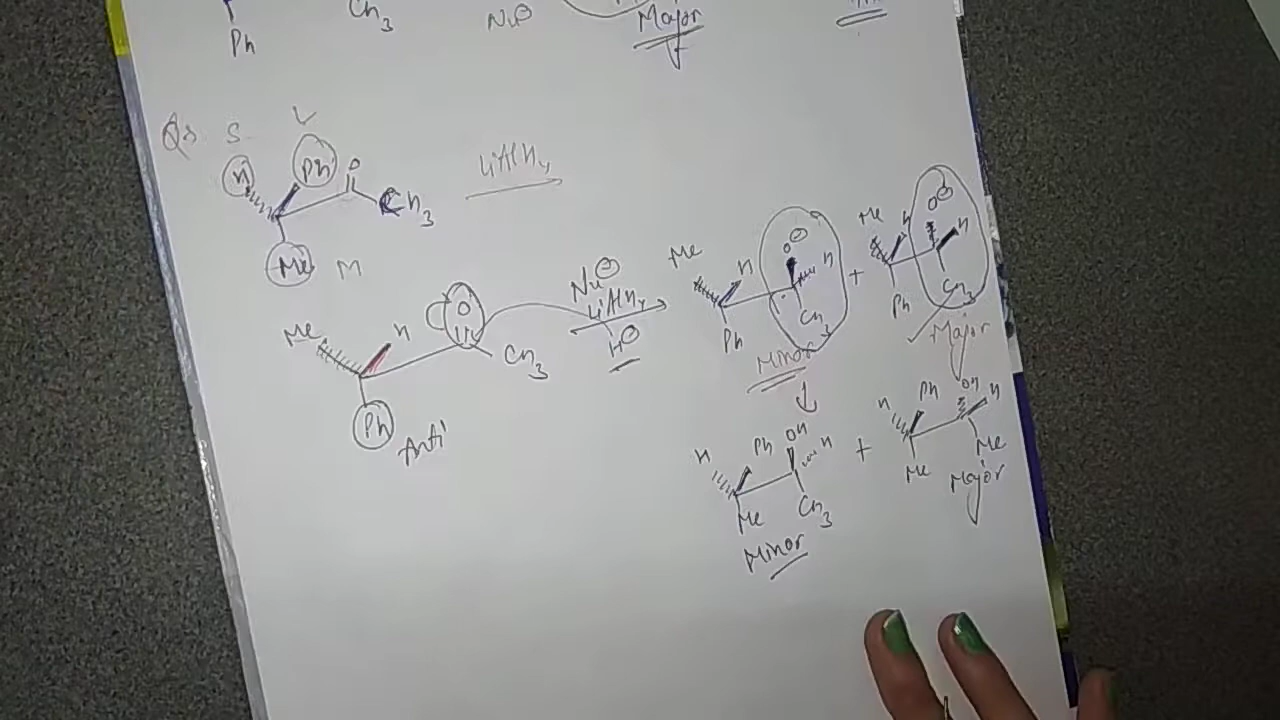 Ph
CH3
Nu⊖
Major
Qs. S L
H Ph O CH3
LiAlH4
Me M
Me H O CH3
Ph Anti
Nu⊖
LiAlH4
H⊖
Me H O⊖ H
Ph CH3
Minor
+
Me H O⊖ H
Ph CH3
Major
H Ph OH H
Me CH3
Minor
+
H Ph OH H
Me Me
Major